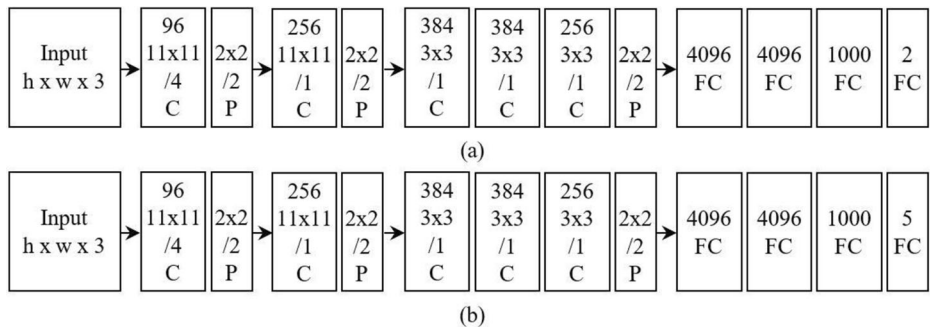 Input
h x w x 3
96
11x11
/4
C
2x2
/2
P
256
11x11
/1
C
2x2
/2
P
384
3x3
/1
C
384
3x3
/1
C
256
3x3
/1
C
2x2
/2
P
4096
FC
4096
FC
1000
FC
2
FC
(a)
Input
h x w x 3
96
11x11
/4
C
2x2
/2
P
256
11x11
/1
C
2x2
/2
P
384
3x3
/1
C
384
3x3
/1
C
256
3x3
/1
C
2x2
/2
P
4096
FC
4096
FC
1000
FC
5
FC
(b)